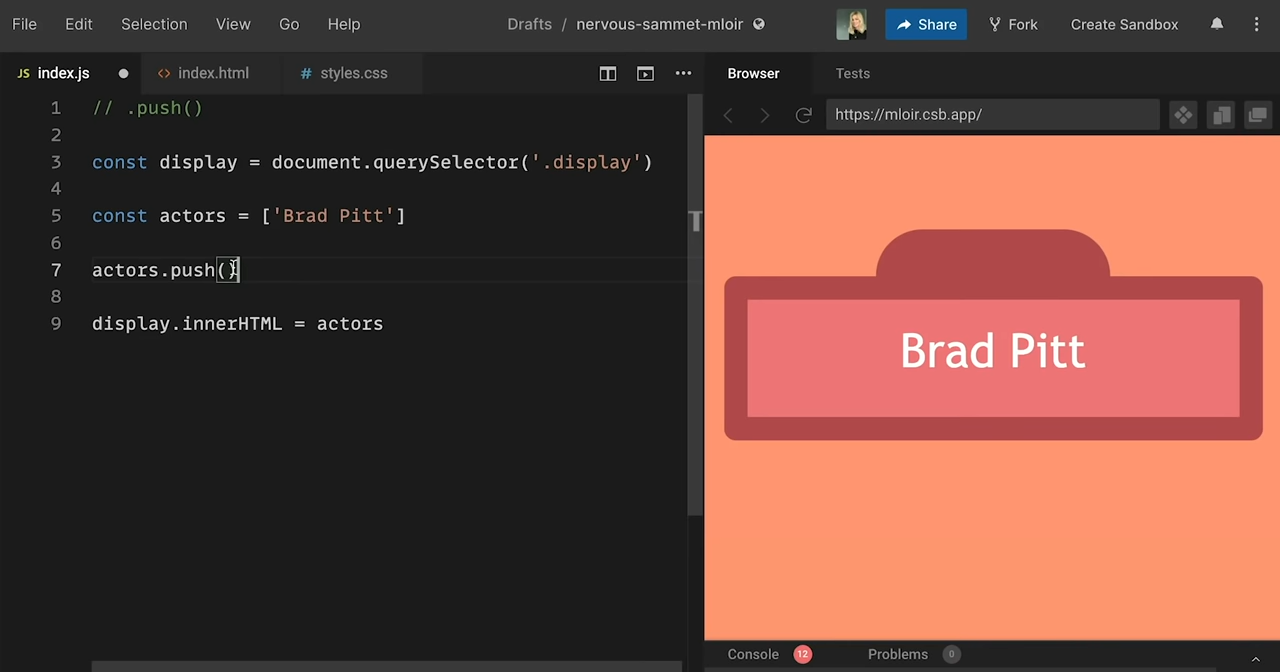 File Edit Selection View Go Help Drafts / nervous-sammet-mloir Share Fork Create Sandbox
JS index.js <> index.html # styles.css ••• Browser Tests
https://mloir.csb.app/
1 // .push()
2
3 const display = document.querySelector('.display')
4
5 const actors = ['Brad Pitt']
6
7 actors.push()
8
9 display.innerHTML = actors
Brad Pitt
Console 12 Problems 0